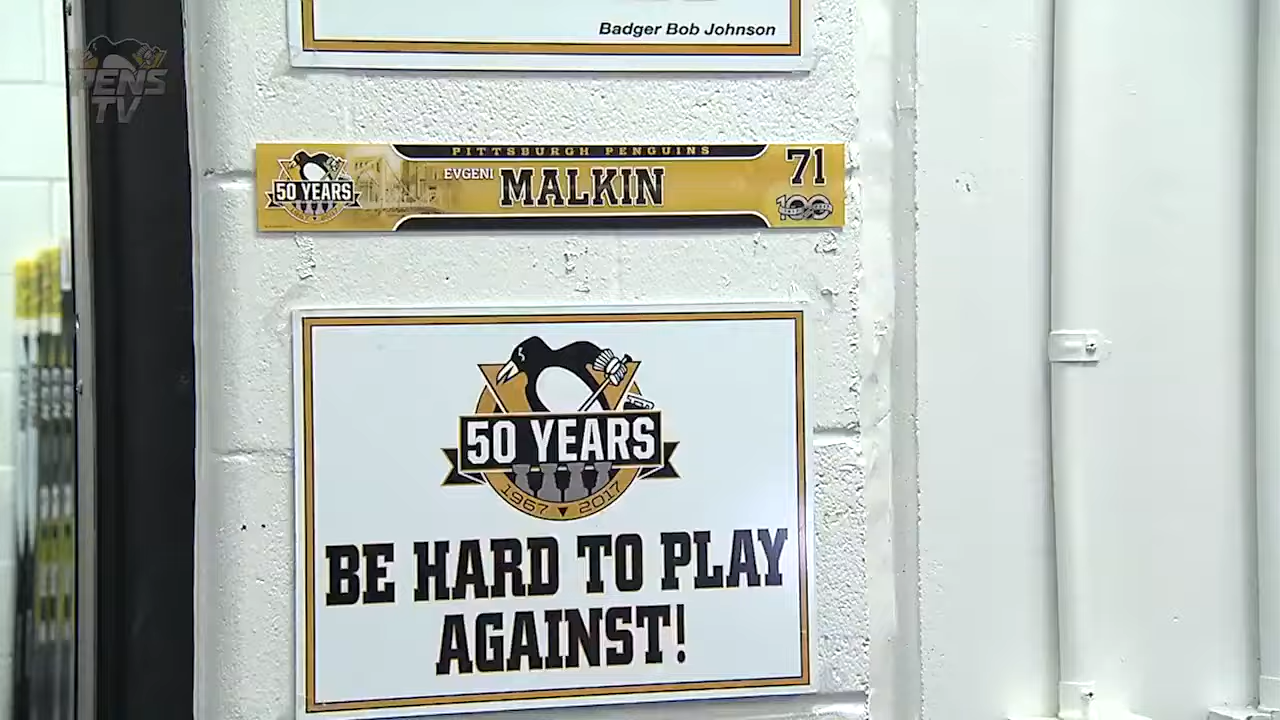 Badger Bob Johnson
PENS
TV
PITTSBURGH PENGUINS
EVGENI MALKIN
71
50 YEARS
100
50 YEARS
1967 2017
BE HARD TO PLAY
AGAINST!